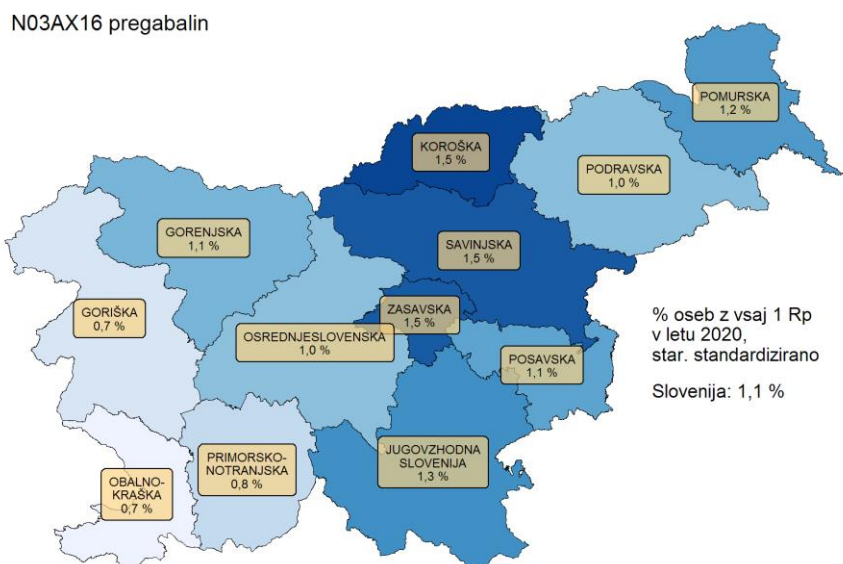 N03AX16 pregabalin
POMURSKA
1,2 %
KOROŠKA
1,5 %
PODRAVSKA
1,0 %
GORENJSKA
1,1 %
SAVINJSKA
1,5 %
GORIŠKA
0,7 %
ZASAVSKA
1,5 %
OSREDNJESLOVENSKA
1,0 %
POSAVSKA
1,1 %
% oseb z vsaj 1 Rp
v letu 2020,
star. standardizirano
Slovenija: 1,1 %
JUGOVZHODNA
SLOVENIJA
1,3 %
PRIMORSKO-
NOTRANJSKA
0,8 %
OBALNO-
KRAŠKA
0,7 %